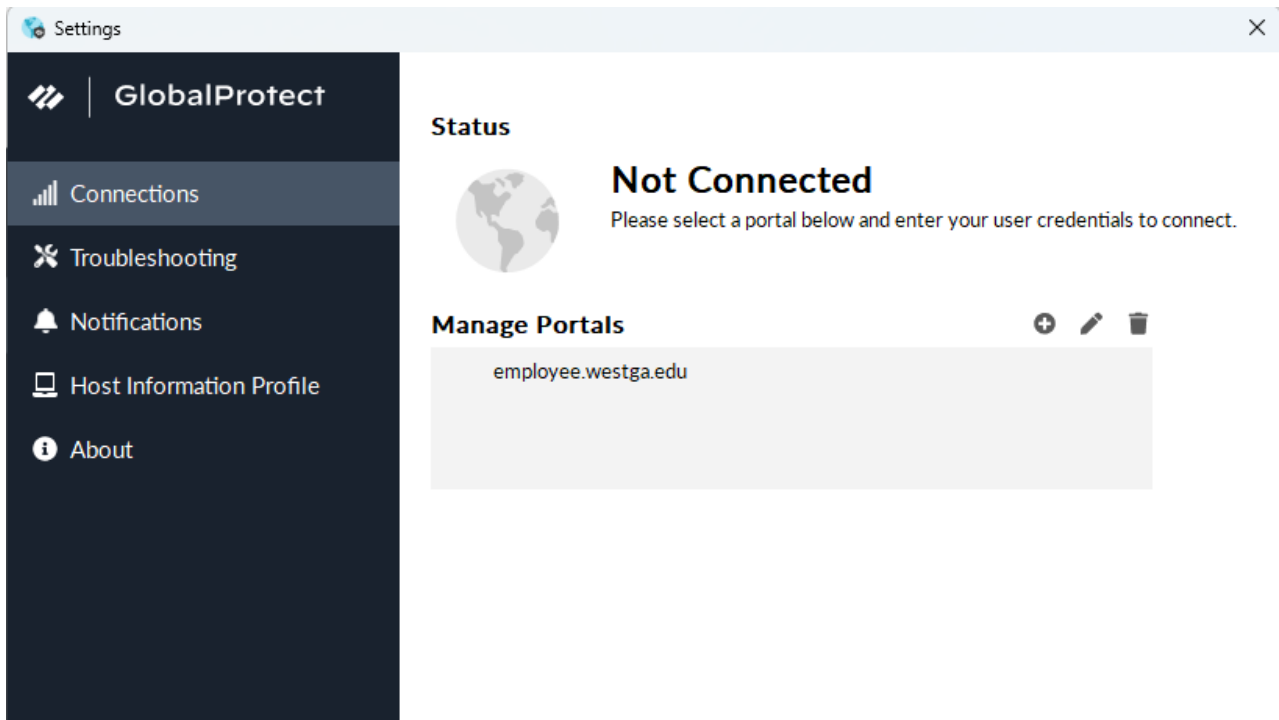 Settings
GlobalProtect
Connections
Troubleshooting
Notifications
Host Information Profile
About
Status
Not Connected
Please select a portal below and enter your user credentials to connect.
Manage Portals
employee.westga.edu